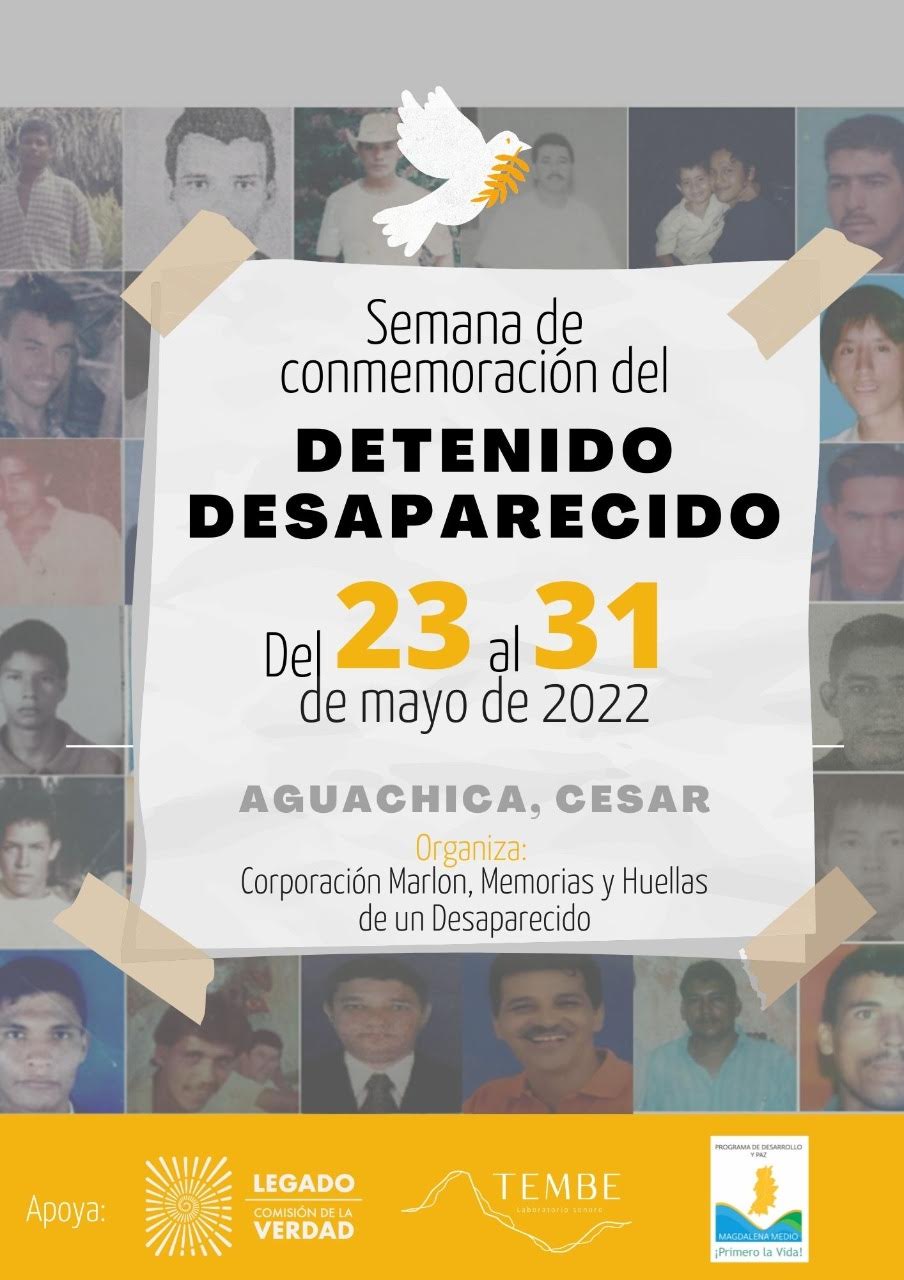 Semana de
conmemoración del
DETENIDO
DESAPARECIDO
Del 23 al 31
de mayo de 2022
AGUACHICA, CESAR
Organiza:
Corporación Marlon, Memorias y Huellas
de un Desaparecido
Apoya:
LEGADO
COMISIÓN DE LA
VERDAD
TEMBE
Laboratorio sonoro
PROGRAMA DE DESARROLLO
Y PAZ
MAGDALENA MEDIO
¡Primero la Vida!